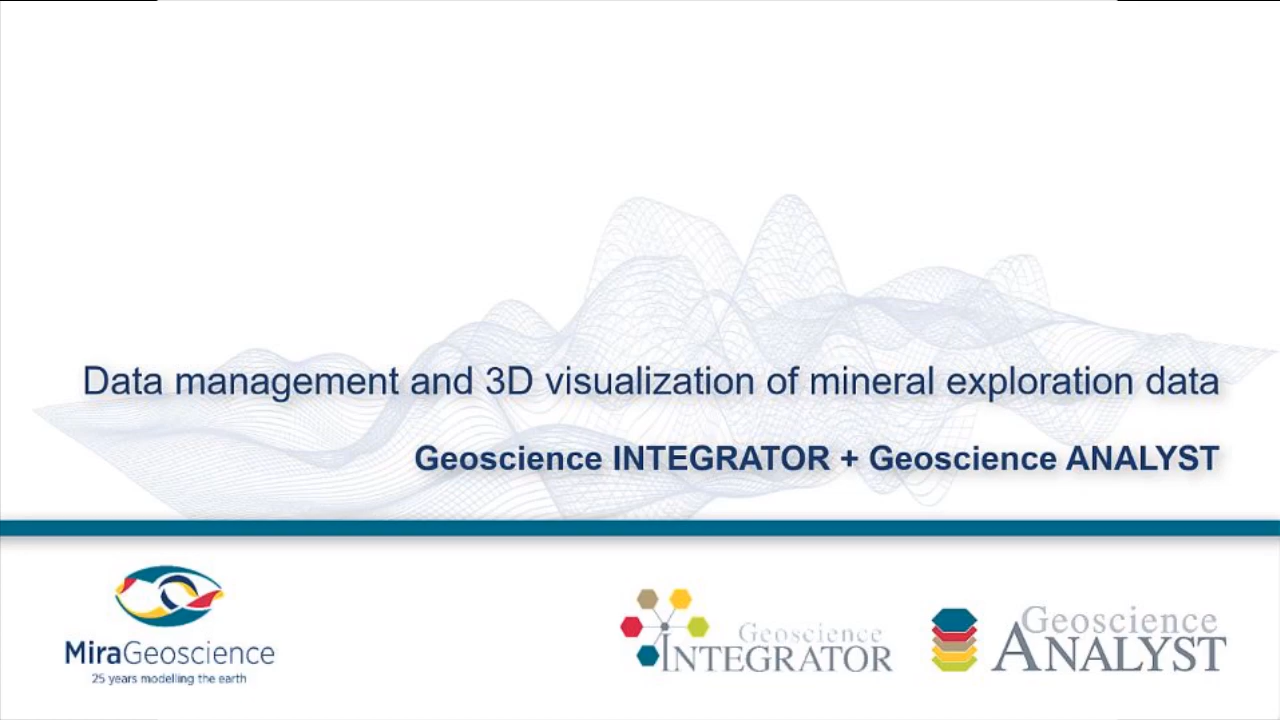 Data management and 3D visualization of mineral exploration data
Geoscience INTEGRATOR + Geoscience ANALYST
MiraGeoscience
25 years modelling the earth
Geoscience
INTEGRATOR
Geoscience
ANALYST